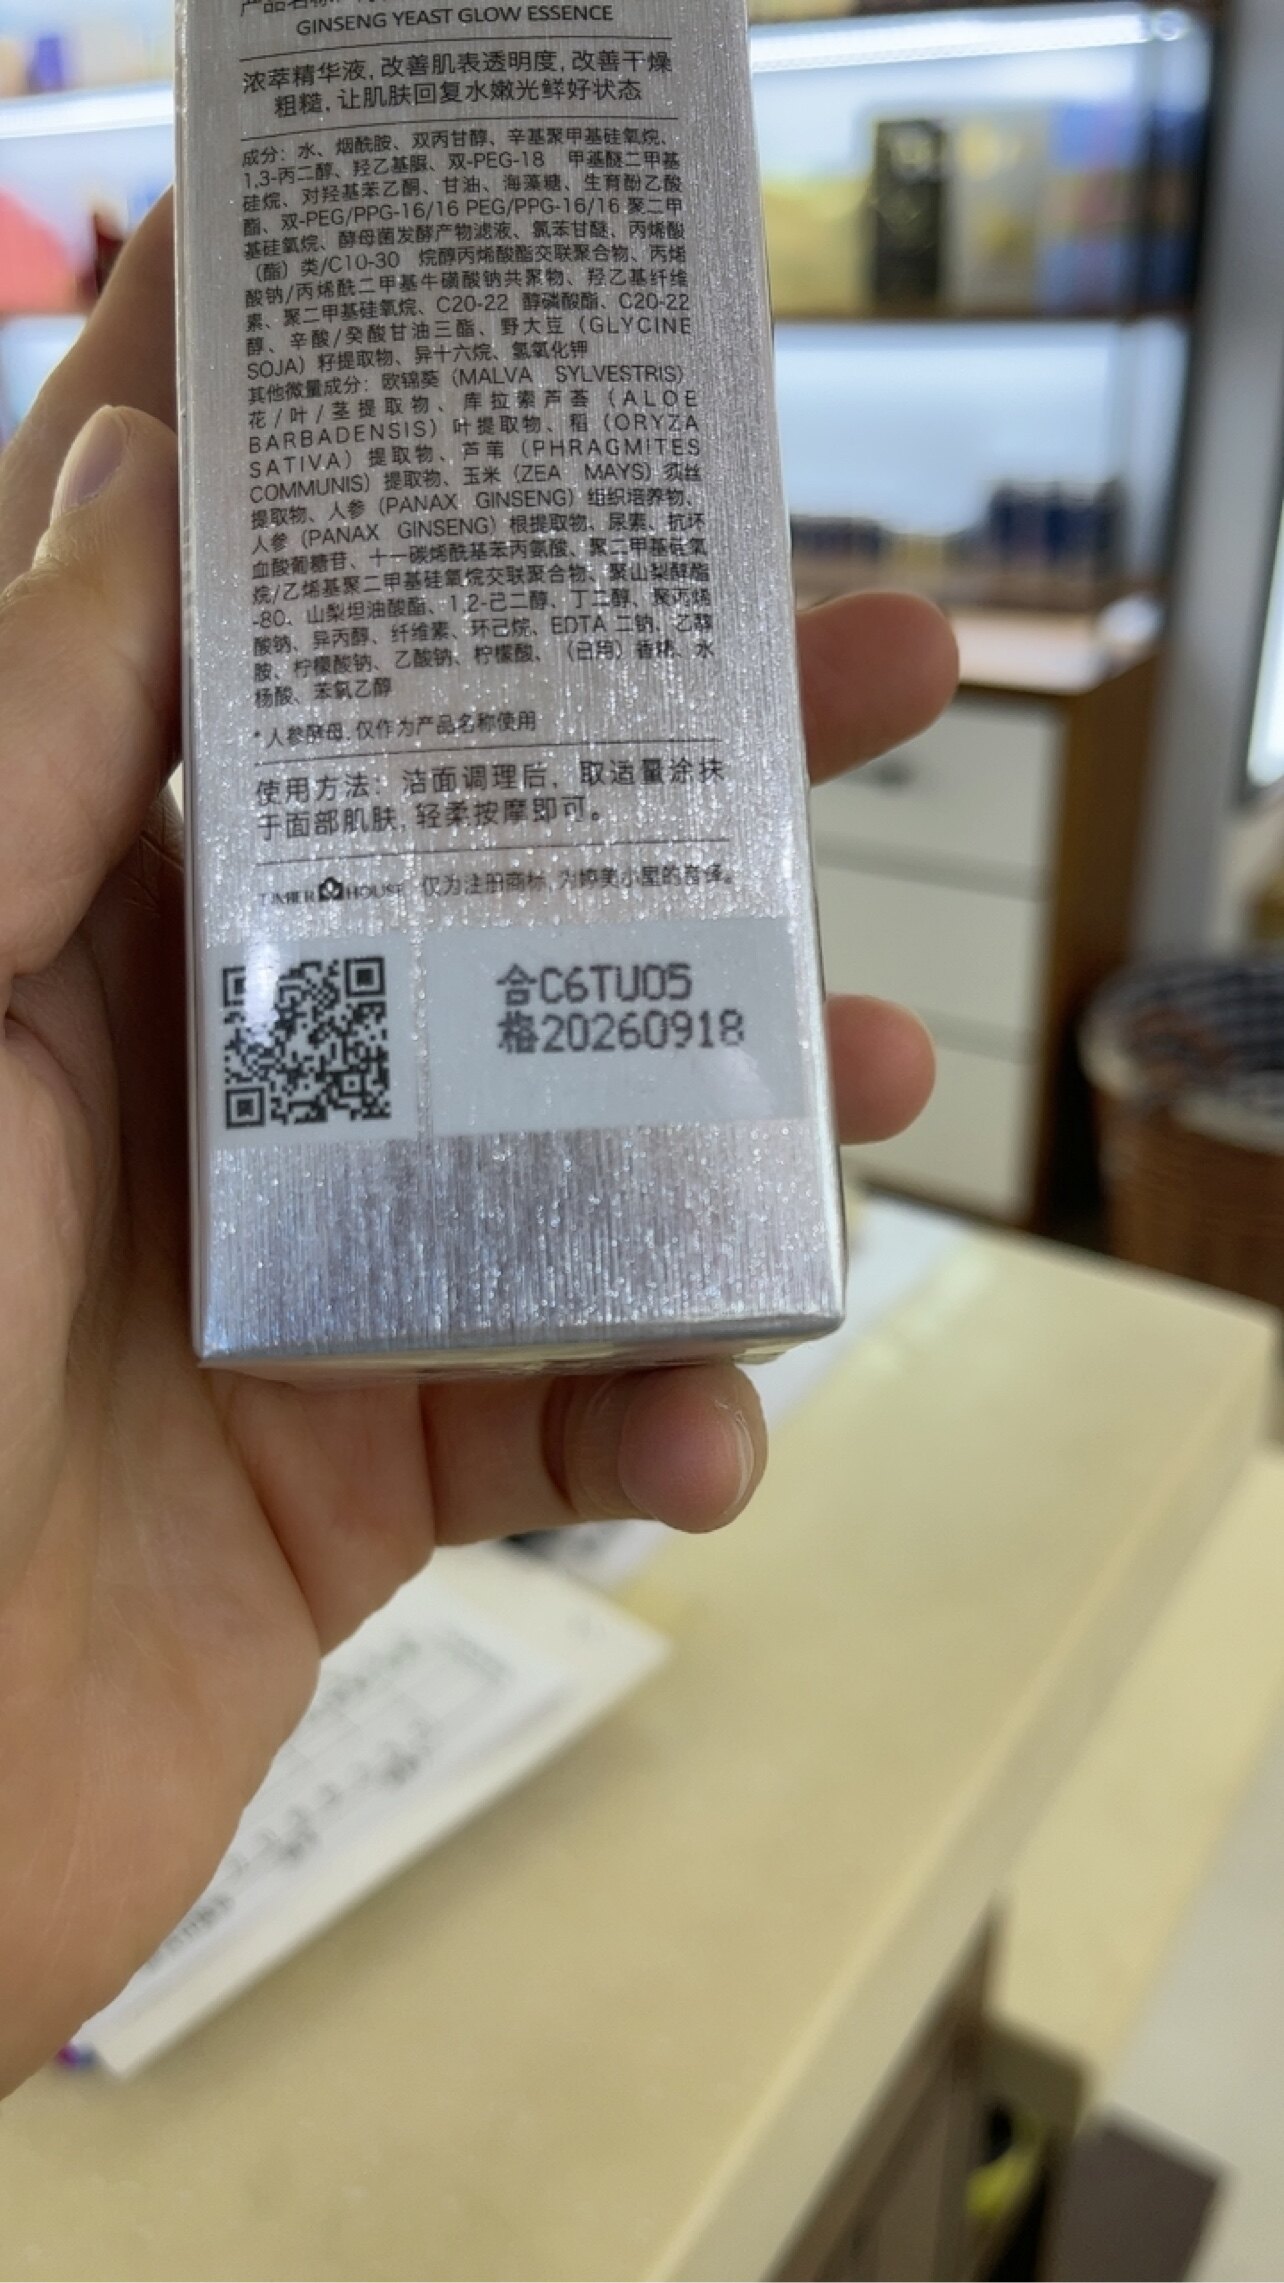 产品名称：
GINSENG YEAST GLOW ESSENCE
浓萃精华液，改善肌表透明度，改善干燥
粗糙，让肌肤回复水嫩光鲜好状态
成分：水、烟酰胺、双丙甘醇、辛基聚甲基硅氧烷、
1,3-丙二醇、羟乙基脲、双-PEG-18 甲基醚二甲基
硅烷、对羟基苯乙酮、甘油、海藻糖、生育酚乙酸
酯、双-PEG/PPG-16/16 PEG/PPG-16/16 聚二甲
基硅氧烷、酵母菌发酵产物滤液、氯苯甘醚、丙烯酸
（酯）类/C10-30 烷醇丙烯酸酯交联聚合物、丙烯
酸钠/丙烯酰二甲基牛磺酸钠共聚物、羟乙基纤维
素、聚二甲基硅氧烷、C20-22 醇磷酸酯、C20-22
醇、辛酸/癸酸甘油三酯、野大豆（GLYCINE
SOJA）籽提取物、异十六烷、氢氧化钾
其他微量成分：欧锦葵（MALVA SYLVESTRIS）
花/叶/茎提取物、库拉索芦荟（ALOE
BARBADENSIS）叶提取物、稻（ORYZA
SATIVA）提取物、芦苇（PHRAGMITES
COMMUNIS）提取物、玉米（ZEA MAYS）须丝
提取物、人参（PANAX GINSENG）组织培养物、
人参（PANAX GINSENG）根提取物、尿素、抗坏
血酸葡糖苷、十一碳烯酰基苯丙氨酸、聚二甲基硅氧
烷/乙烯基聚二甲基硅氧烷交联聚合物、聚山梨醇酯
-80、山梨坦油酸酯、1,2-己二醇、丁二醇、聚丙烯
酸钠、异丙醇、纤维素、环己烷、EDTA 二钠、乙醇
胺、柠檬酸钠、乙酸钠、柠檬酸、（日用）香精、水
杨酸、苯氧乙醇
*人参酵母，仅作为产品名称使用
使用方法：洁面调理后，取适量涂抹
于面部肌肤，轻柔按摩即可。
TIMIER HOUSE 仅为注册商标，为婷美小屋的音译。
合C6TU05
格20260918